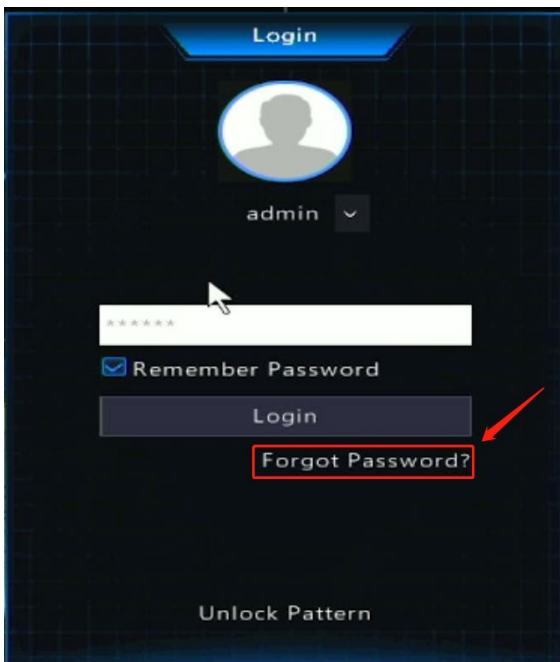 Login
admin
******
Remember Password
Login
Forgot Password?
Unlock Pattern